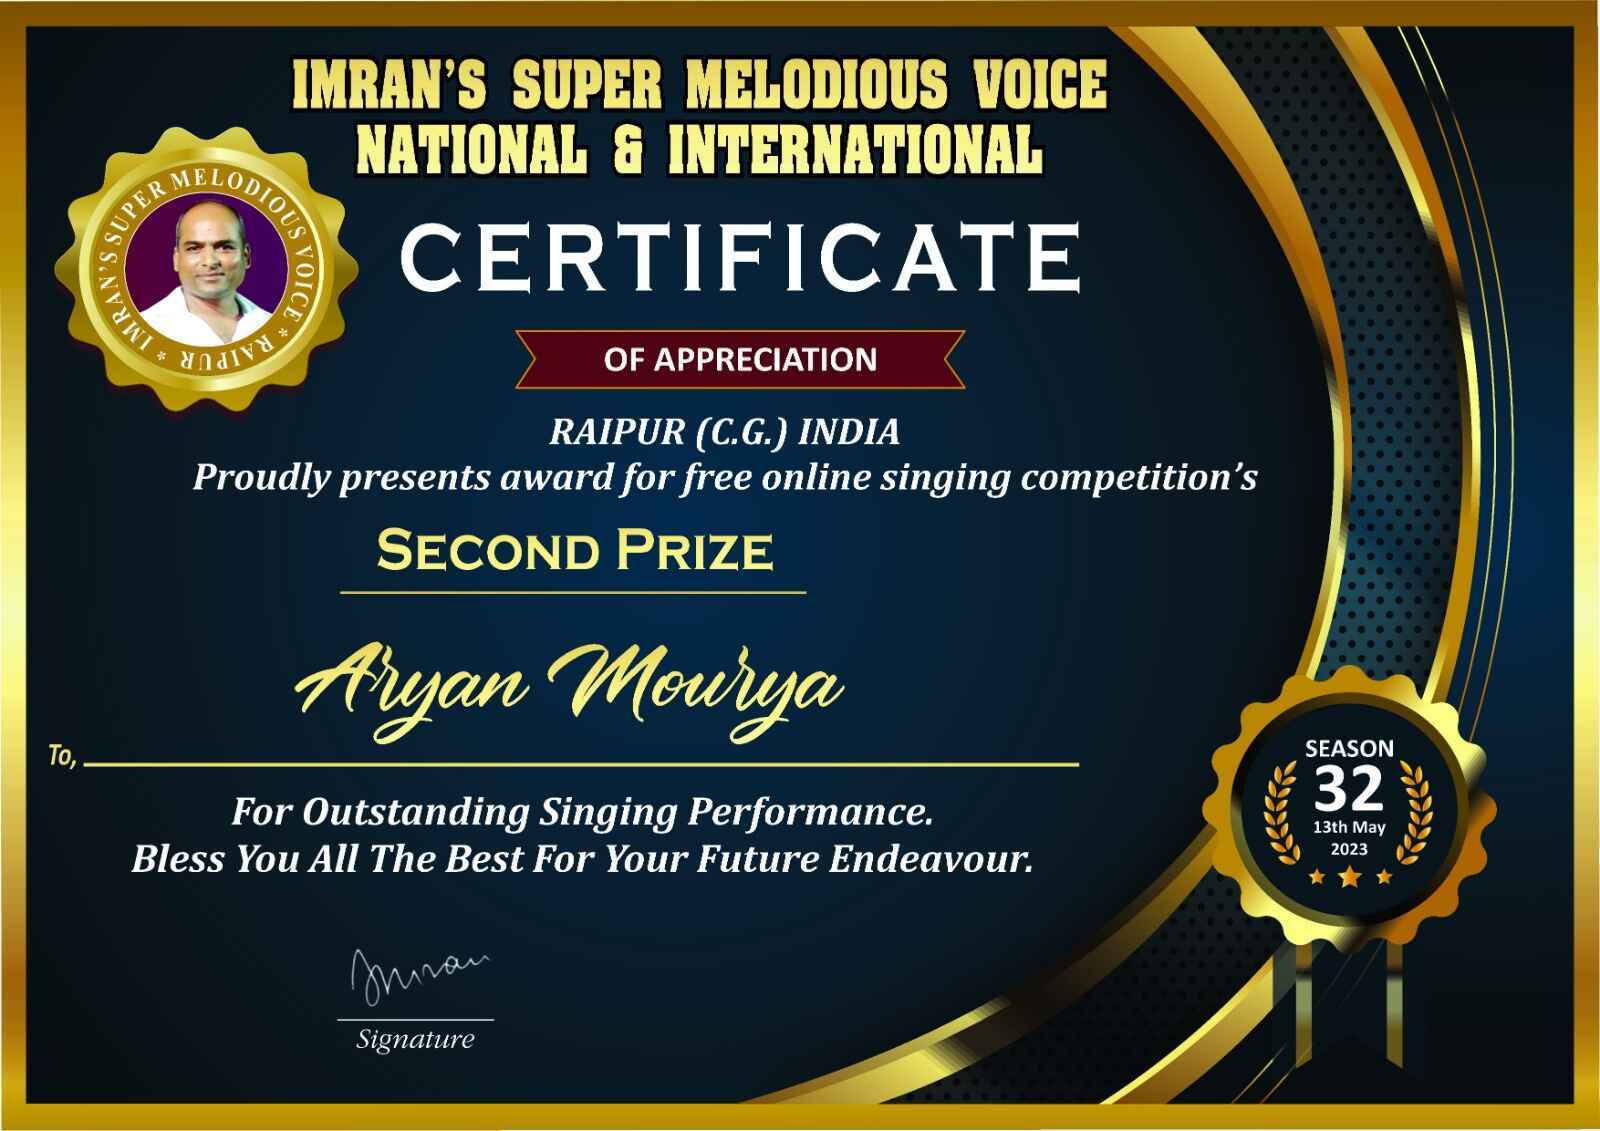 IMRAN'S SUPER MELODIOUS VOICE
NATIONAL & INTERNATIONAL
IMRAN'S SUPER MELODIOUS VOICE * RAIPUR *
CERTIFICATE
OF APPRECIATION
RAIPUR (C.G.) INDIA
Proudly presents award for free online singing competition's
SECOND PRIZE
Aryan Mourya
To,
For Outstanding Singing Performance.
Bless You All The Best For Your Future Endeavour.
SEASON
32
13th May
2023
Imran
Signature